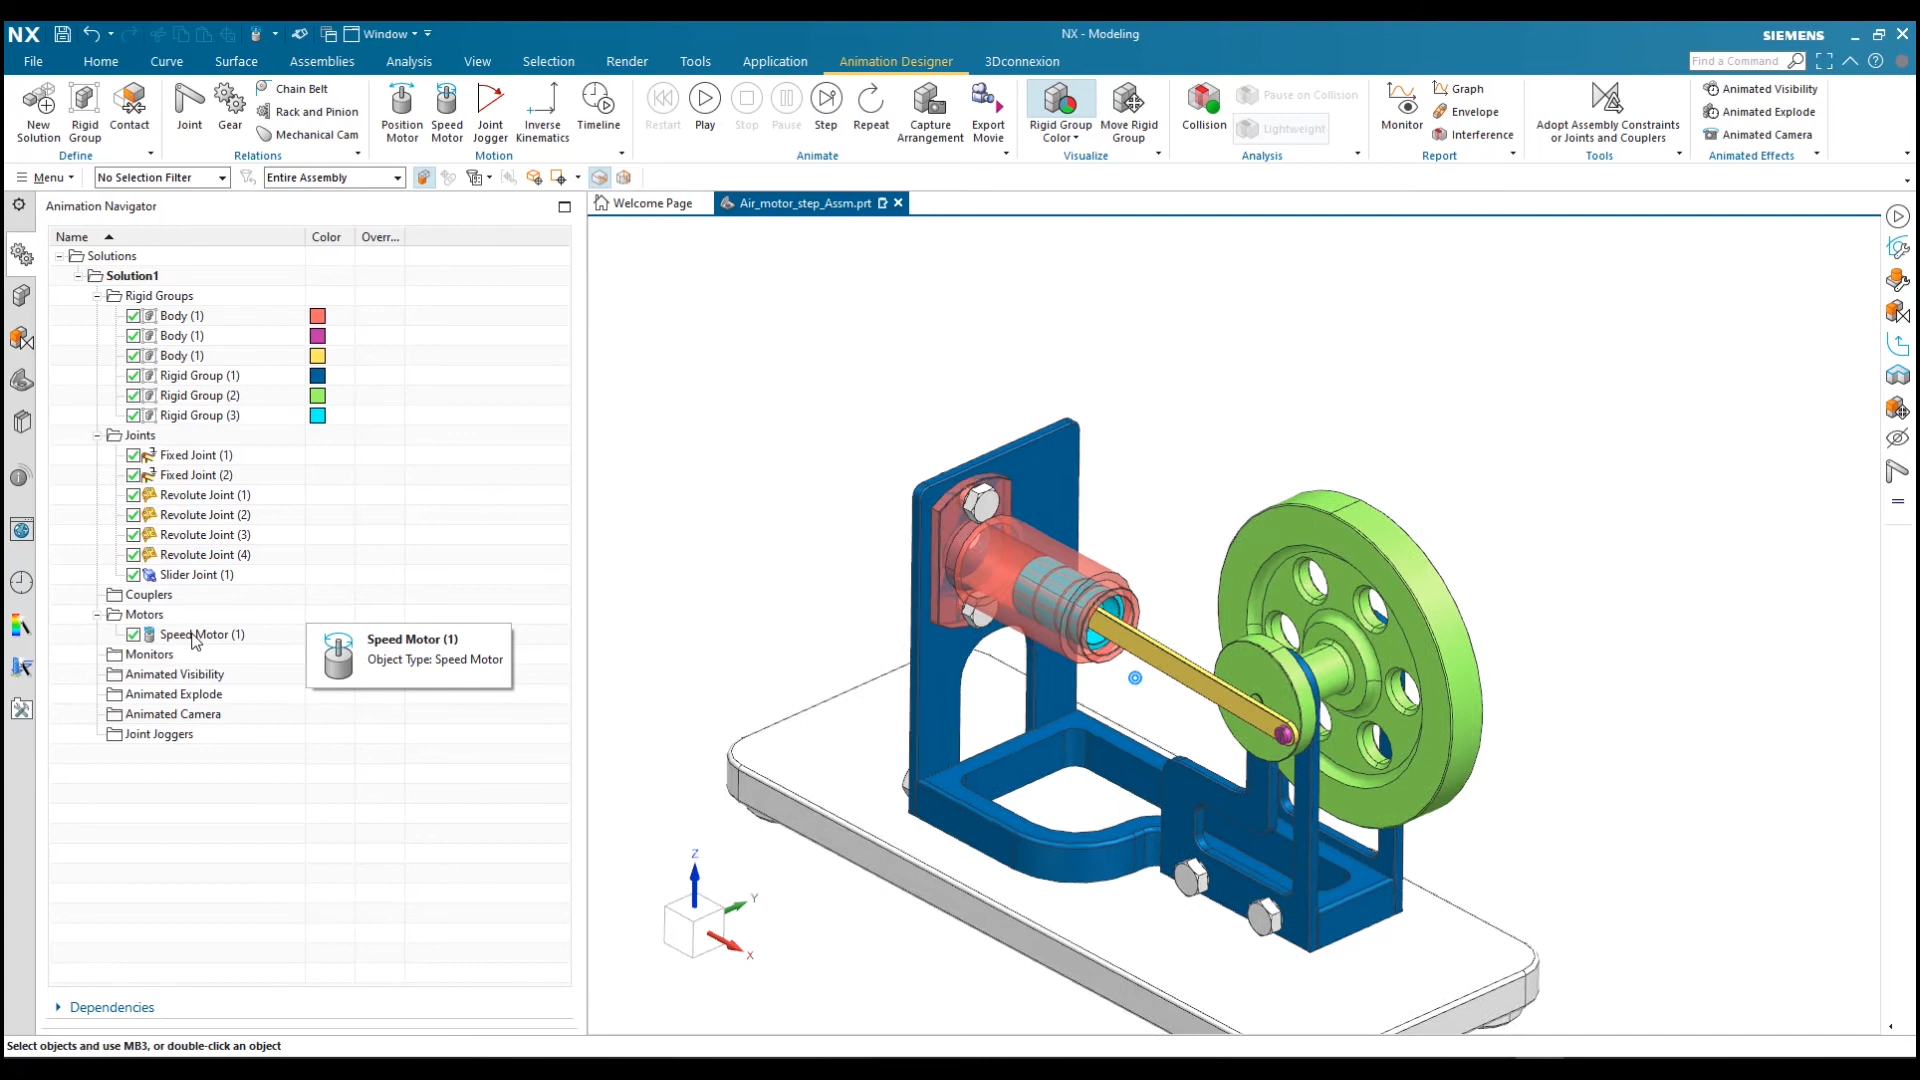 NX Window NX - Modeling SIEMENS
File Home Curve Surface Assemblies Analysis View Selection Render Tools Application Animation Designer 3Dconnexion Find a Command
New Solution
Rigid Group
Contact
Define
Joint
Gear
Chain Belt
Rack and Pinion
Mechanical Cam
Relations
Position Motor
Speed Motor
Joint Jogger
Inverse Kinematics
Timeline
Motion
Restart
Play
Stop
Pause
Step
Repeat
Capture Arrangement
Export Movie
Animate
Rigid Group Color
Move Rigid Group
Visualize
Collision
Pause on Collision
Lightweight
Analysis
Monitor
Graph
Envelope
Interference
Report
Adopt Assembly Constraints or Joints and Couplers
Tools
Animated Visibility
Animated Explode
Animated Camera
Animated Effects
Menu No Selection Filter Entire Assembly
Animation Navigator
Welcome Page Air_motor_step_Assm.prt
Name Color Overr...
Solutions
Solution1
Rigid Groups
Body (1)
Body (1)
Body (1)
Rigid Group (1)
Rigid Group (2)
Rigid Group (3)
Joints
Fixed Joint (1)
Fixed Joint (2)
Revolute Joint (1)
Revolute Joint (2)
Revolute Joint (3)
Revolute Joint (4)
Slider Joint (1)
Couplers
Motors
Speed Motor (1)
Monitors
Animated Visibility
Animated Explode
Animated Camera
Joint Joggers
Speed Motor (1)
Object Type: Speed Motor
Z
Y
X
Dependencies
Select objects and use MB3, or double-click an object